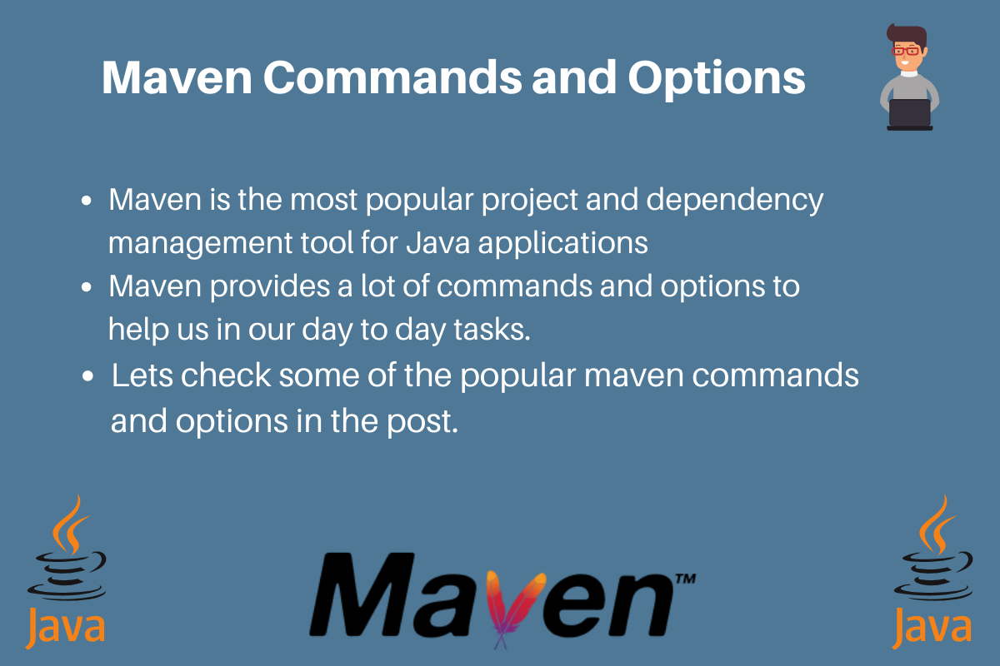 Maven Commands and Options
• Maven is the most popular project and dependency
management tool for Java applications
• Maven provides a lot of commands and options to
help us in our day to day tasks.
• Lets check some of the popular maven commands
and options in the post.
Java
Maven™
Java